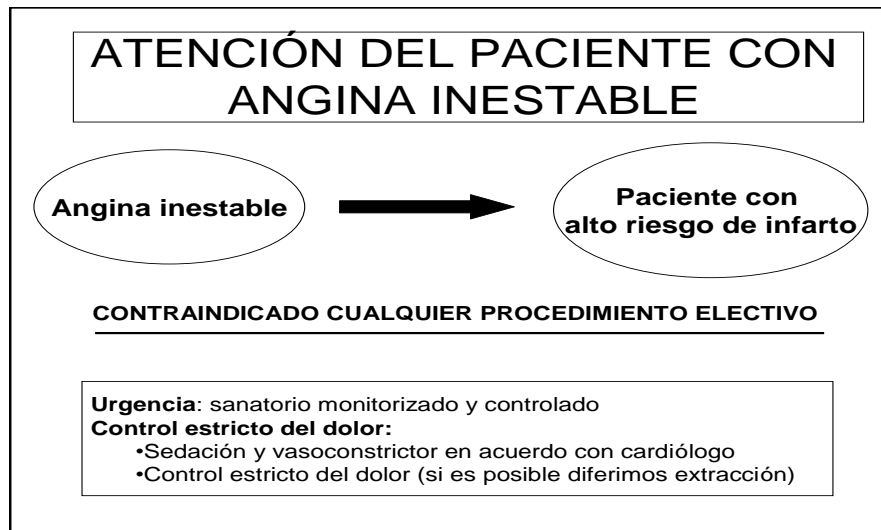 ATENCIÓN DEL PACIENTE CON
ANGINA INESTABLE
Angina inestable
Paciente con
alto riesgo de infarto
CONTRAINDICADO CUALQUIER PROCEDIMIENTO ELECTIVO
Urgencia: sanatorio monitorizado y controlado
Control estricto del dolor:
•Sedación y vasoconstrictor en acuerdo con cardiólogo
•Control estricto del dolor (si es posible diferimos extracción)